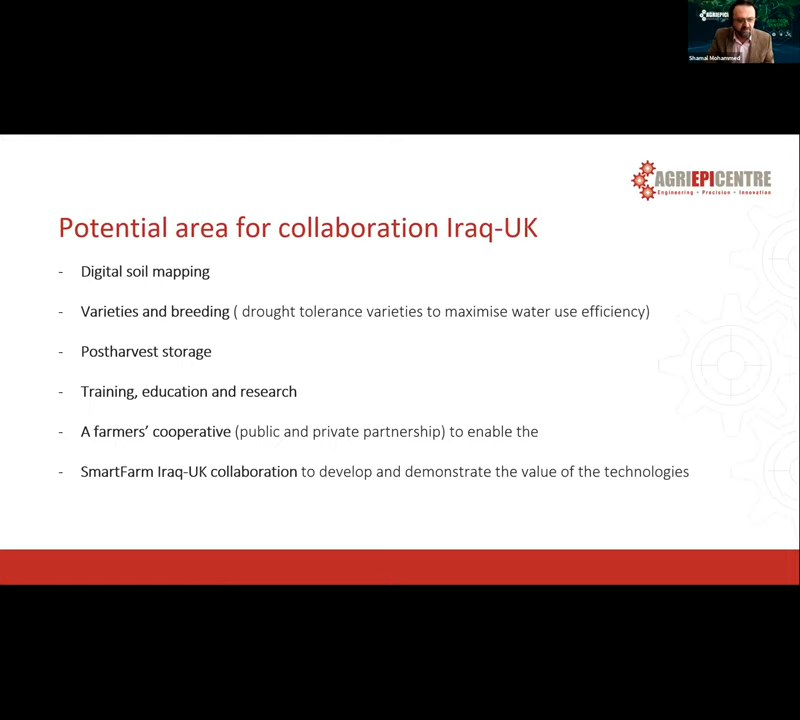 AGRIEPI
Shamal Mohammed
AGRIEPICENTRE
Engineering • Precision • Innovation
Potential area for collaboration Iraq-UK
- Digital soil mapping
- Varieties and breeding ( drought tolerance varieties to maximise water use efficiency)
- Postharvest storage
- Training, education and research
- A farmers’ cooperative (public and private partnership) to enable the
- SmartFarm Iraq-UK collaboration to develop and demonstrate the value of the technologies